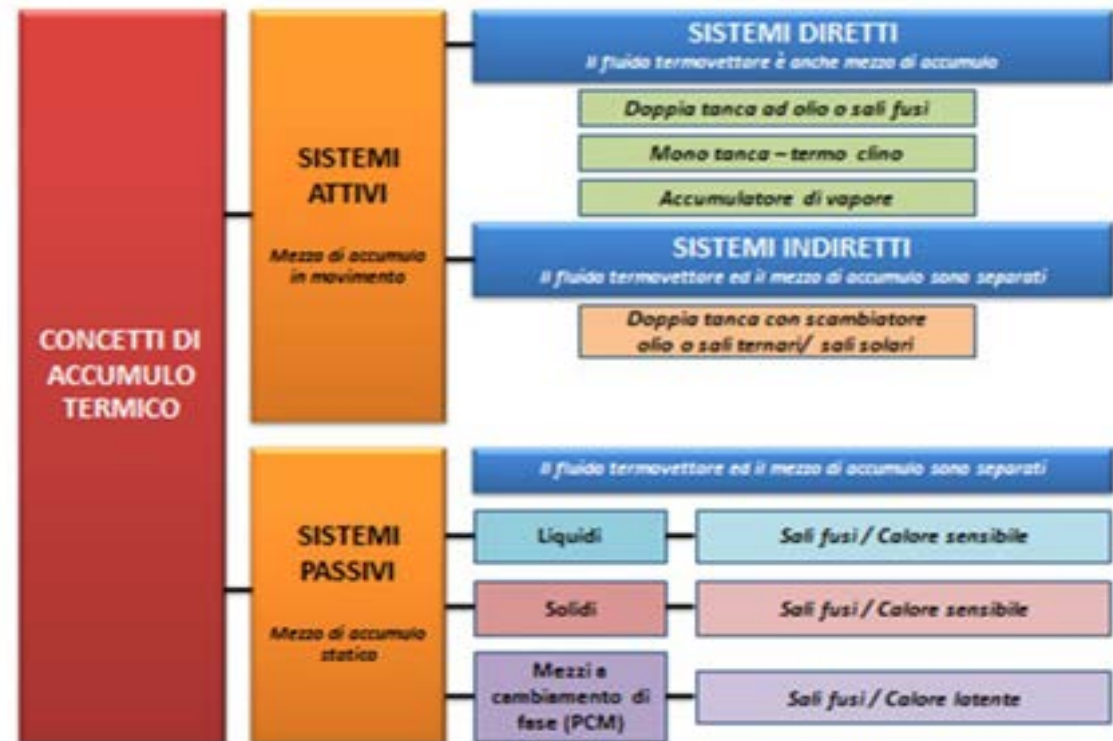 CONCETTI DI
ACCUMULO
TERMICO
SISTEMI
ATTIVI
Mezzo di accumulo
in movimento
SISTEMI DIRETTI
Il fluido termovettore è anche mezzo di accumulo
Doppia tanca ad olio o sali fusi
Mono tanca – termo clino
Accumulatore di vapore
SISTEMI INDIRETTI
Il fluido termovettore ed il mezzo di accumulo sono separati
Doppia tanca con scambiatore
olio o sali ternari/ sali solari
SISTEMI
PASSIVI
Mezzo di accumulo
statico
Il fluido termovettore ed il mezzo di accumulo sono separati
Liquidi
Sali fusi / Calore sensibile
Solidi
Sali fusi / Calore sensibile
Mezzi a
cambiamento di
fase (PCM)
Sali fusi / Calore latente